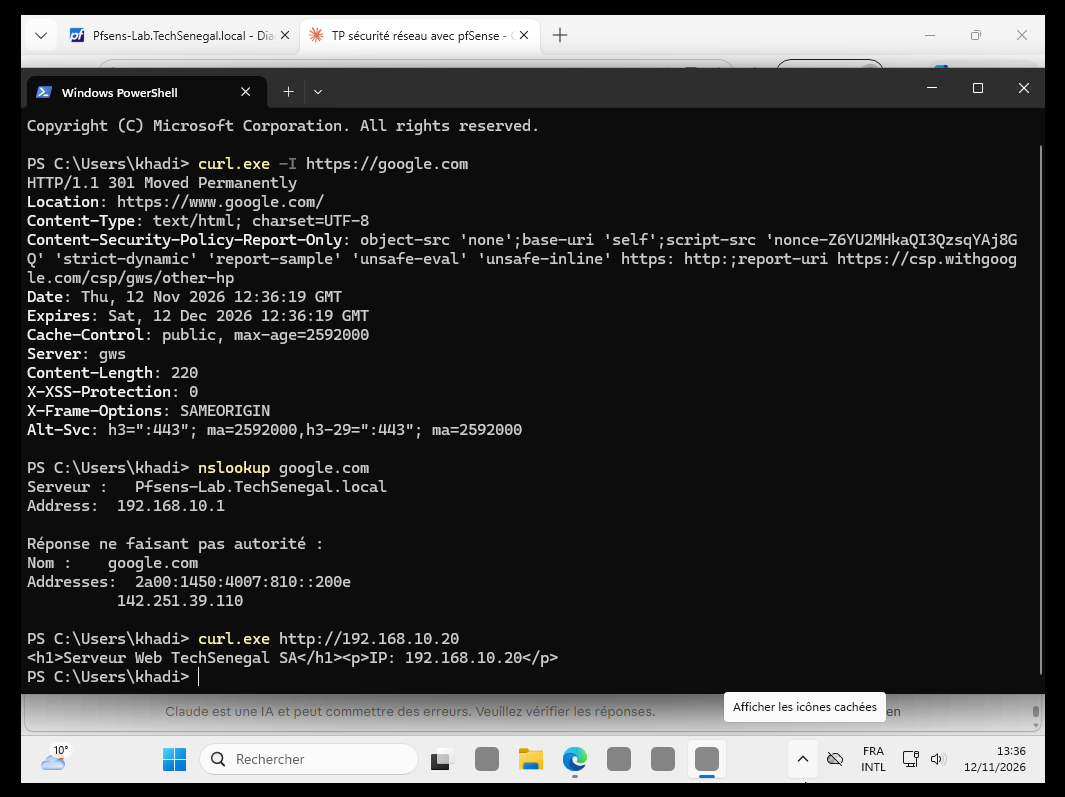 Pfsens-Lab.TechSenegal.local - Dia
TP sécurité réseau avec pfSense -
Windows PowerShell
Copyright (C) Microsoft Corporation. All rights reserved.
PS C:\Users\khadi> curl.exe -I https://google.com
HTTP/1.1 301 Moved Permanently
Location: https://www.google.com/
Content-Type: text/html; charset=UTF-8
Content-Security-Policy-Report-Only: object-src 'none';base-uri 'self';script-src 'nonce-Z6YU2MHkaQI3QzsqYAj8G
Q' 'strict-dynamic' 'report-sample' 'unsafe-eval' 'unsafe-inline' https: http:;report-uri https://csp.withgoog
le.com/csp/gws/other-hp
Date: Thu, 12 Nov 2026 12:36:19 GMT
Expires: Sat, 12 Dec 2026 12:36:19 GMT
Cache-Control: public, max-age=2592000
Server: gws
Content-Length: 220
X-XSS-Protection: 0
X-Frame-Options: SAMEORIGIN
Alt-Svc: h3=":443"; ma=2592000,h3-29=":443"; ma=2592000
PS C:\Users\khadi> nslookup google.com
Serveur :   Pfsens-Lab.TechSenegal.local
Address:  192.168.10.1
Réponse ne faisant pas autorité :
Nom :    google.com
Addresses:  2a00:1450:4007:810::200e
142.251.39.110
PS C:\Users\khadi> curl.exe http://192.168.10.20
<h1>Serveur Web TechSenegal SA</h1><p>IP: 192.168.10.20</p>
PS C:\Users\khadi>
Claude est une IA et peut commettre des erreurs. Veuillez vérifier les réponses.
Afficher les icônes cachées
en
10°
Rechercher
FRA
INTL
13:36
12/11/2026